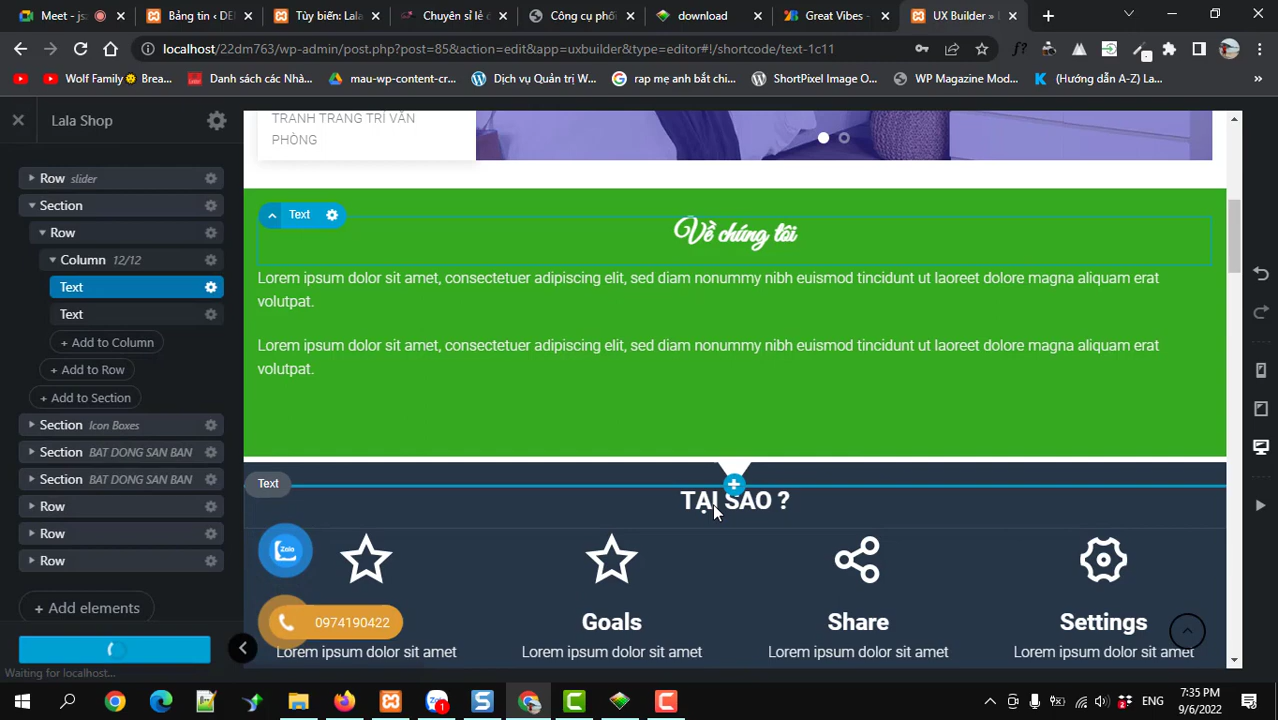 Meet - js
Bảng tin ‹ DE
Tùy biến: Lala
Chuyên sỉ lẻ c
Công cụ phối
download
Great Vibes -
UX Builder » l
localhost/22dm763/wp-admin/post.php?post=85&action=edit&app=uxbuilder&type=editor#!/shortcode/text-1c11
Wolf Family 🐺 Brea...
Danh sách các Nhà...
mau-wp-content-cr...
Dịch vụ Quản trị W...
rap mẹ anh bắt chi...
ShortPixel Image O...
WP Magazine Mod...
(Hướng dẫn A-Z) La...
Lala Shop
Row slider
Section
Row
Column 12/12
Text
Text
+ Add to Column
+ Add to Row
+ Add to Section
Section Icon Boxes
Section BAT DONG SAN BAN
Section BAT DONG SAN BAN
Row
Row
Row
+ Add elements
Waiting for localhost...
TRANH TRANG TRÍ VĂN
PHÒNG
Text
Về chúng tôi
Lorem ipsum dolor sit amet, consectetuer adipiscing elit, sed diam nonummy nibh euismod tincidunt ut laoreet dolore magna aliquam erat
volutpat.
Lorem ipsum dolor sit amet, consectetuer adipiscing elit, sed diam nonummy nibh euismod tincidunt ut laoreet dolore magna aliquam erat
volutpat.
Text
TẠI SAO ?
Zalo
0974190422
Goals
Share
Settings
Lorem ipsum dolor sit amet
Lorem ipsum dolor sit amet
Lorem ipsum dolor sit amet
Lorem ipsum dolor sit amet
ENG
7:35 PM
9/6/2022